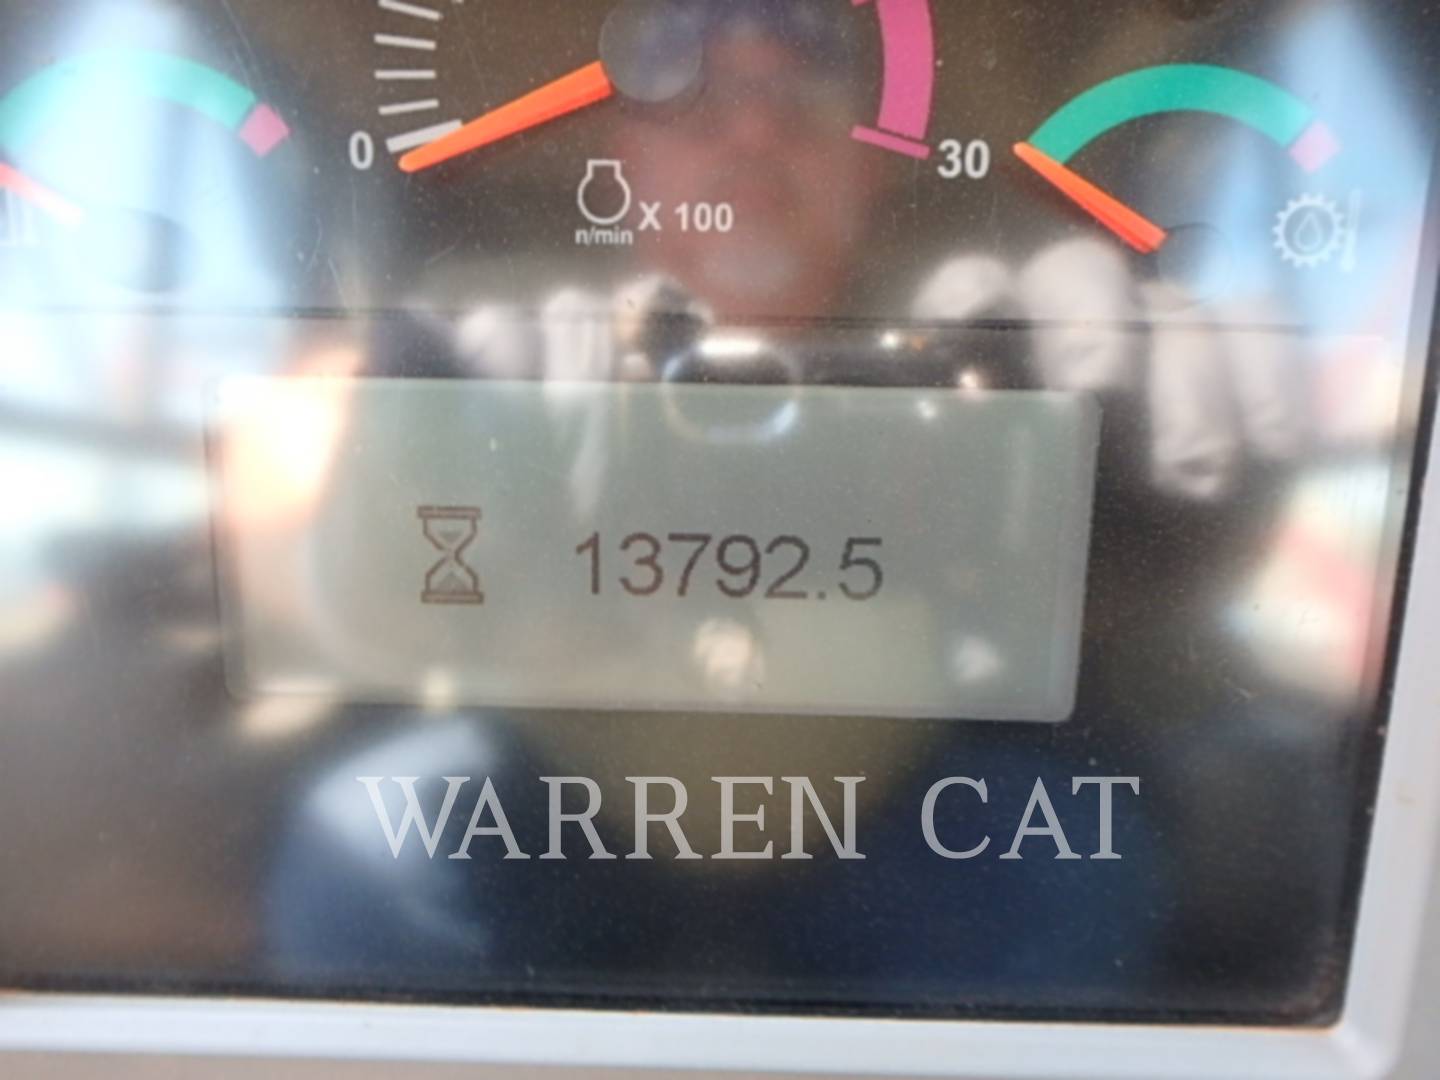 0
30
X 100
n/min
13792.5
WARREN CAT